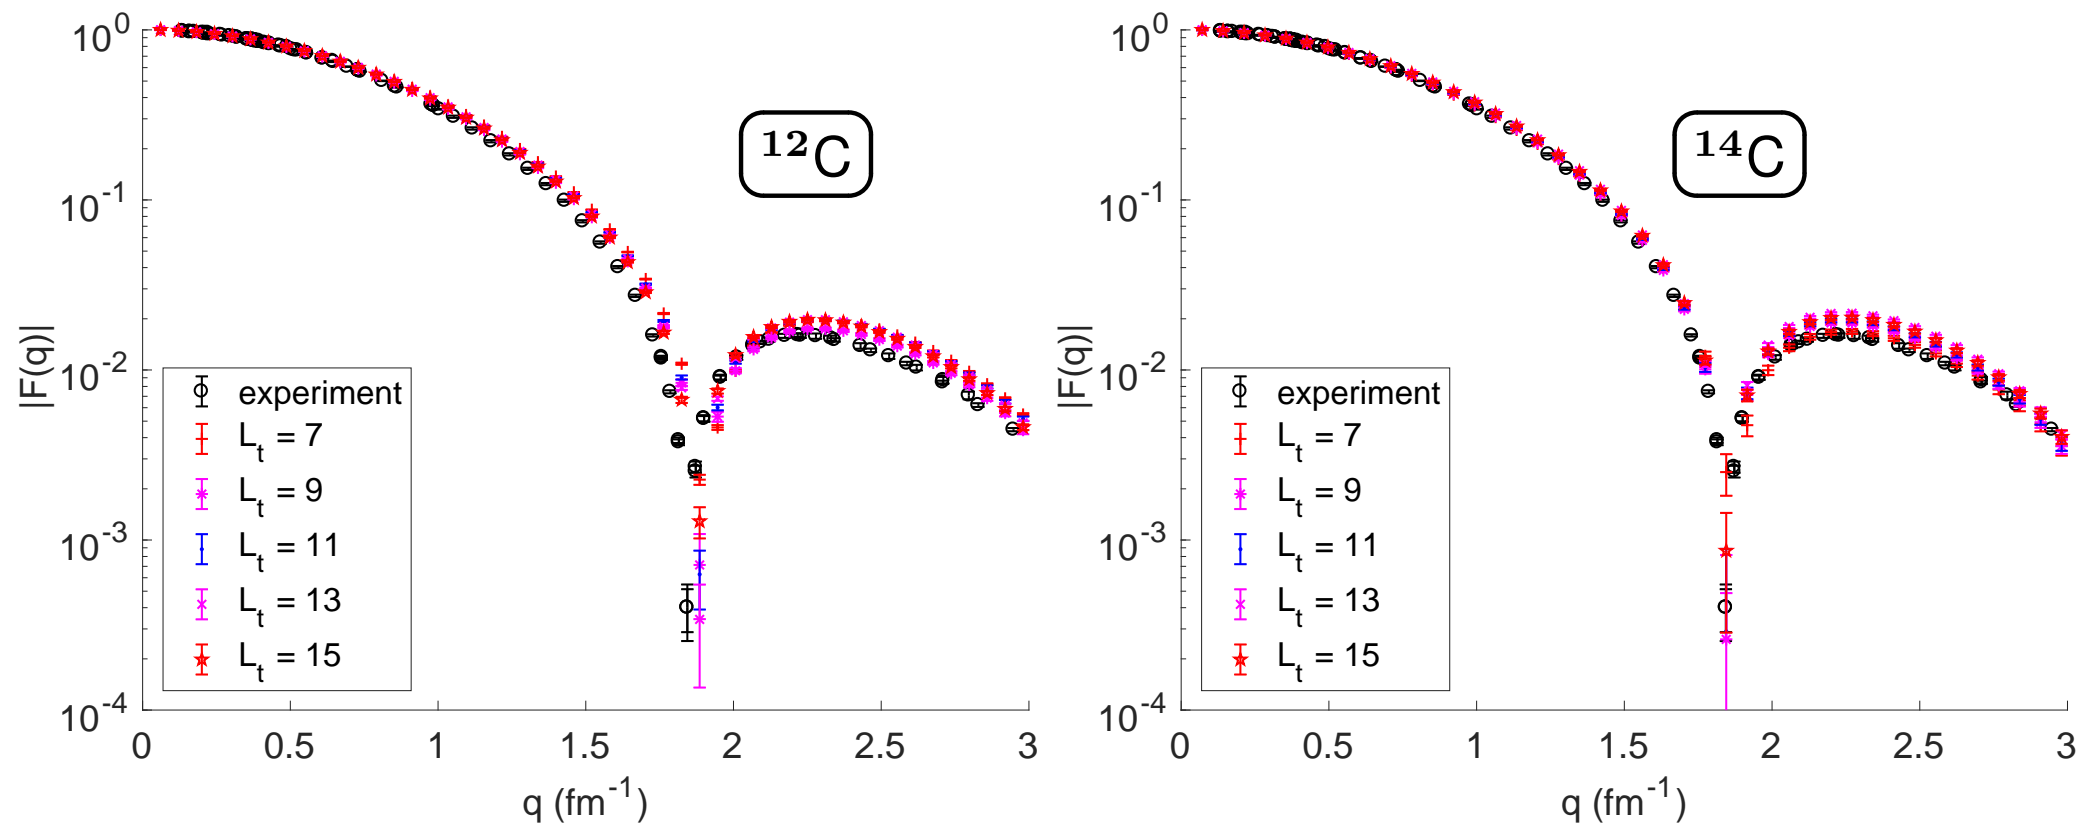 10^0
10^-1
10^-2
10^-3
10^-4
|F(q)|
^12C
experiment
L_t = 7
L_t = 9
L_t = 11
L_t = 13
L_t = 15
0 0.5 1 1.5 2 2.5 3
q (fm^-1)
10^0
10^-1
10^-2
10^-3
10^-4
|F(q)|
^14C
experiment
L_t = 7
L_t = 9
L_t = 11
L_t = 13
L_t = 15
0 0.5 1 1.5 2 2.5 3
q (fm^-1)